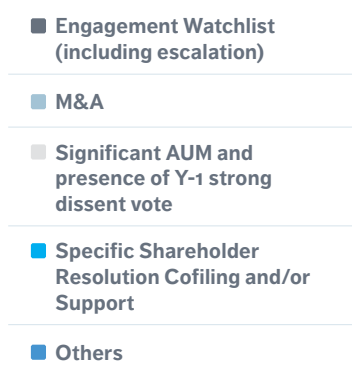 Engagement Watchlist
(including escalation)
M&A
Significant AUM and
presence of Y-1 strong
dissent vote
Specific Shareholder
Resolution Cofiling and/or
Support
Others